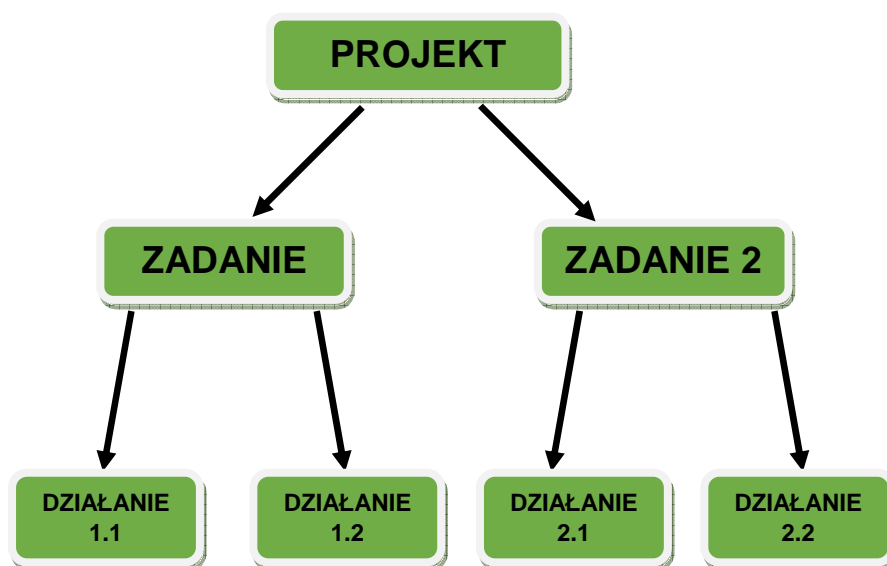 PROJEKT
ZADANIE
ZADANIE 2
DZIAŁANIE
1.1
DZIAŁANIE
1.2
DZIAŁANIE
2.1
DZIAŁANIE
2.2